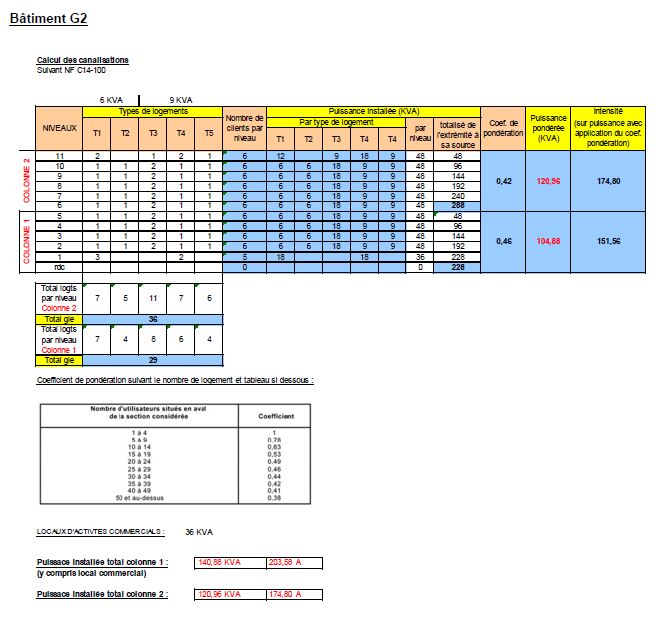 Bâtiment G2
Calcul des canalisations
Suivant NF C14-100
6 KVA 9 KVA
NIVEAUX Types de logements Nombre de clients par niveau Puissance installée (KVA) Coef. de pondération Puissance pondérée (KVA) Intensité (sur puissance avec application du coef. pondération)
Par type de logement par niveau totalisé de l'extrémité à sa source
T1 T2 T3 T4 T5 T1 T2 T3 T4 T4
COLONNE 2
11 2 1 2 1 6 12 9 18 9 48 48
10 1 1 2 1 1 6 6 6 18 9 9 48 96
9 1 1 2 1 1 6 6 6 18 9 9 48 144
8 1 1 2 1 1 6 6 6 18 9 9 48 192
7 1 1 2 1 1 6 6 6 18 9 9 48 240
6 1 1 2 1 1 6 6 6 18 9 9 48 288
0,42 120,96 174,80
COLONNE 1
5 1 1 2 1 1 6 6 6 18 9 9 48 48
4 1 1 2 1 1 6 6 6 18 9 9 48 96
3 1 1 2 1 1 6 6 6 18 9 9 48 144
2 1 1 2 1 1 6 6 6 18 9 9 48 192
1 3 2 5 18 18 36 228
rdc 0 0 228
0,46 104,88 151,56
Total logts
par niveau 7 5 11 7 6
Colonne 2
Total gle 36
Total logts
par niveau 7 4 8 6 4
Colonne 1
Total gle 29
Coefficient de pondération suivant le nombre de logement et tableau si dessous :
Nombre d'utilisateurs situés en aval
de la section considérée Coefficient
1 à 4 1
5 à 9 0,78
10 à 14 0,63
15 à 19 0,53
20 à 24 0,49
25 à 29 0,46
30 à 34 0,44
35 à 39 0,42
40 à 49 0,41
50 et au-dessus 0,38
LOCAUX D'ACTIVTES COMMERCIALS : 36 KVA
Puissace installée total colonne 1 : 140,88 KVA 203,58 A
(y compris local commercial)
Puissace installée total colonne 2 : 120,96 KVA 174,80 A